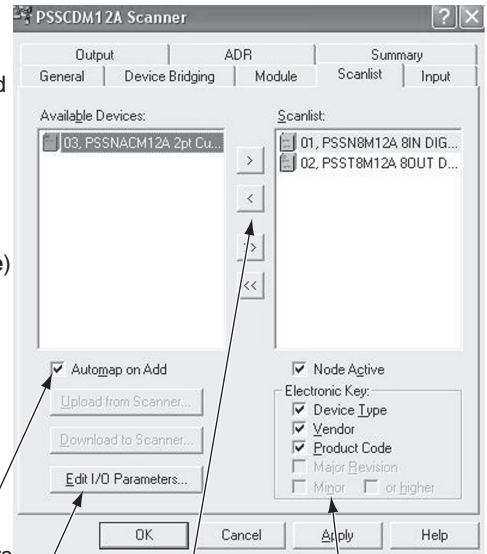 PSSCDM12A Scanner
Output ADR Summary
General Device Bridging Module Scanlist Input
Available Devices:
03, PSSNACM12A 2pt Cu...
Scanlist:
01, PSSN8M12A 8IN DIG...
02, PSST8M12A 8OUT D...
>
<
>>
<<
e)
Automap on Add
Upload from Scanner...
Download to Scanner...
Edit I/O Parameters...
Node Active
Electronic Key:
Device Type
Vendor
Product Code
Major Revision
Minor or higher
OK Cancel Apply Help